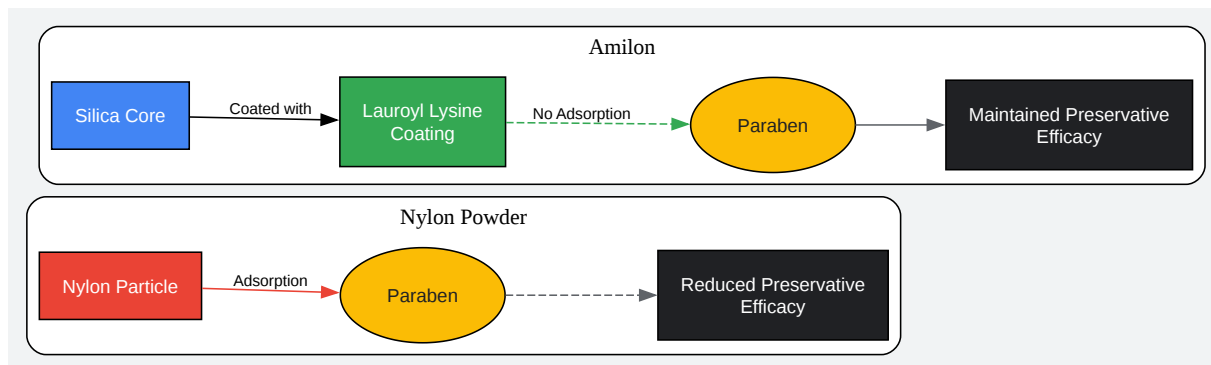 Amilon
Silica Core
Coated with
Lauroyl Lysine
Coating
No Adsorption
Paraben
Maintained Preservative
Efficacy
Nylon Powder
Nylon Particle
Adsorption
Paraben
Reduced Preservative
Efficacy